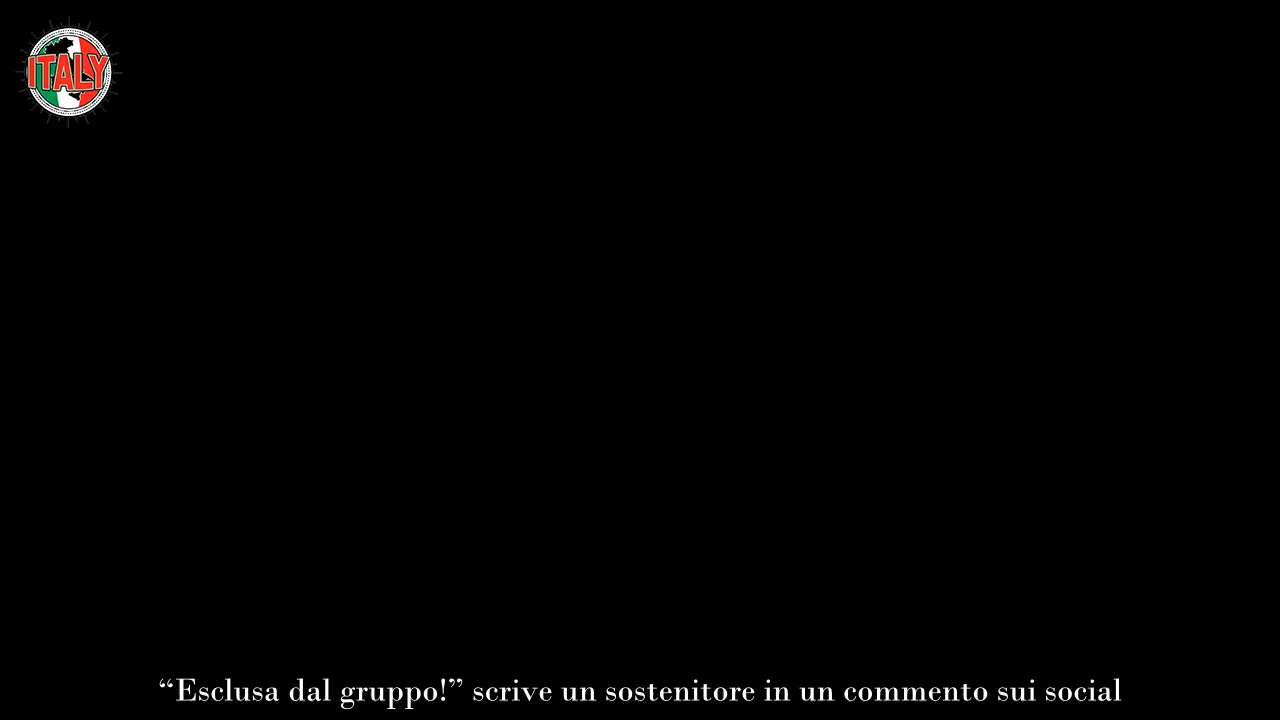 ITALY
“Esclusa dal gruppo!” scrive un sostenitore in un commento sui social